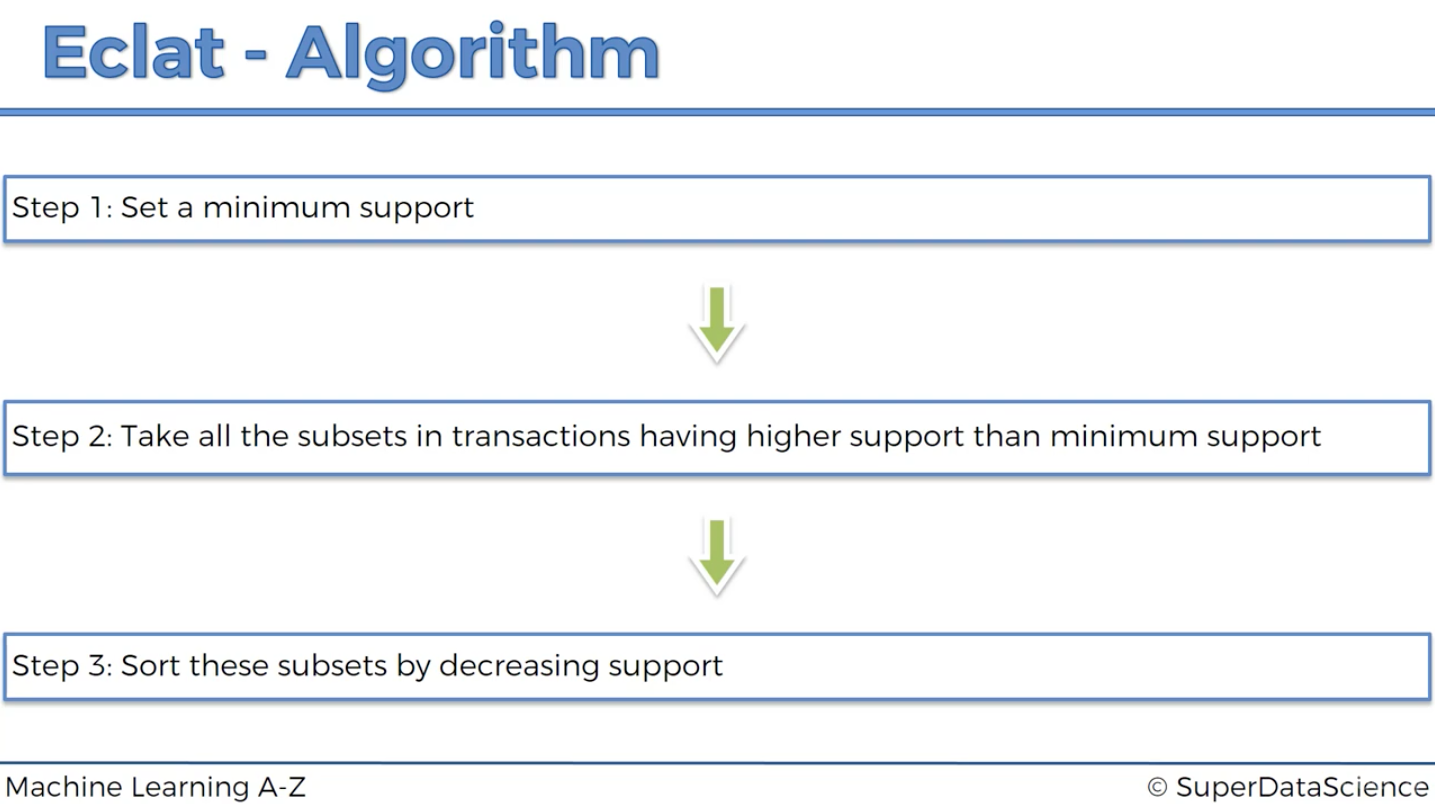 Eclat - Algorithm
Step 1: Set a minimum support
Step 2: Take all the subsets in transactions having higher support than minimum support
Step 3: Sort these subsets by decreasing support
Machine Learning A-Z
© SuperDataScience